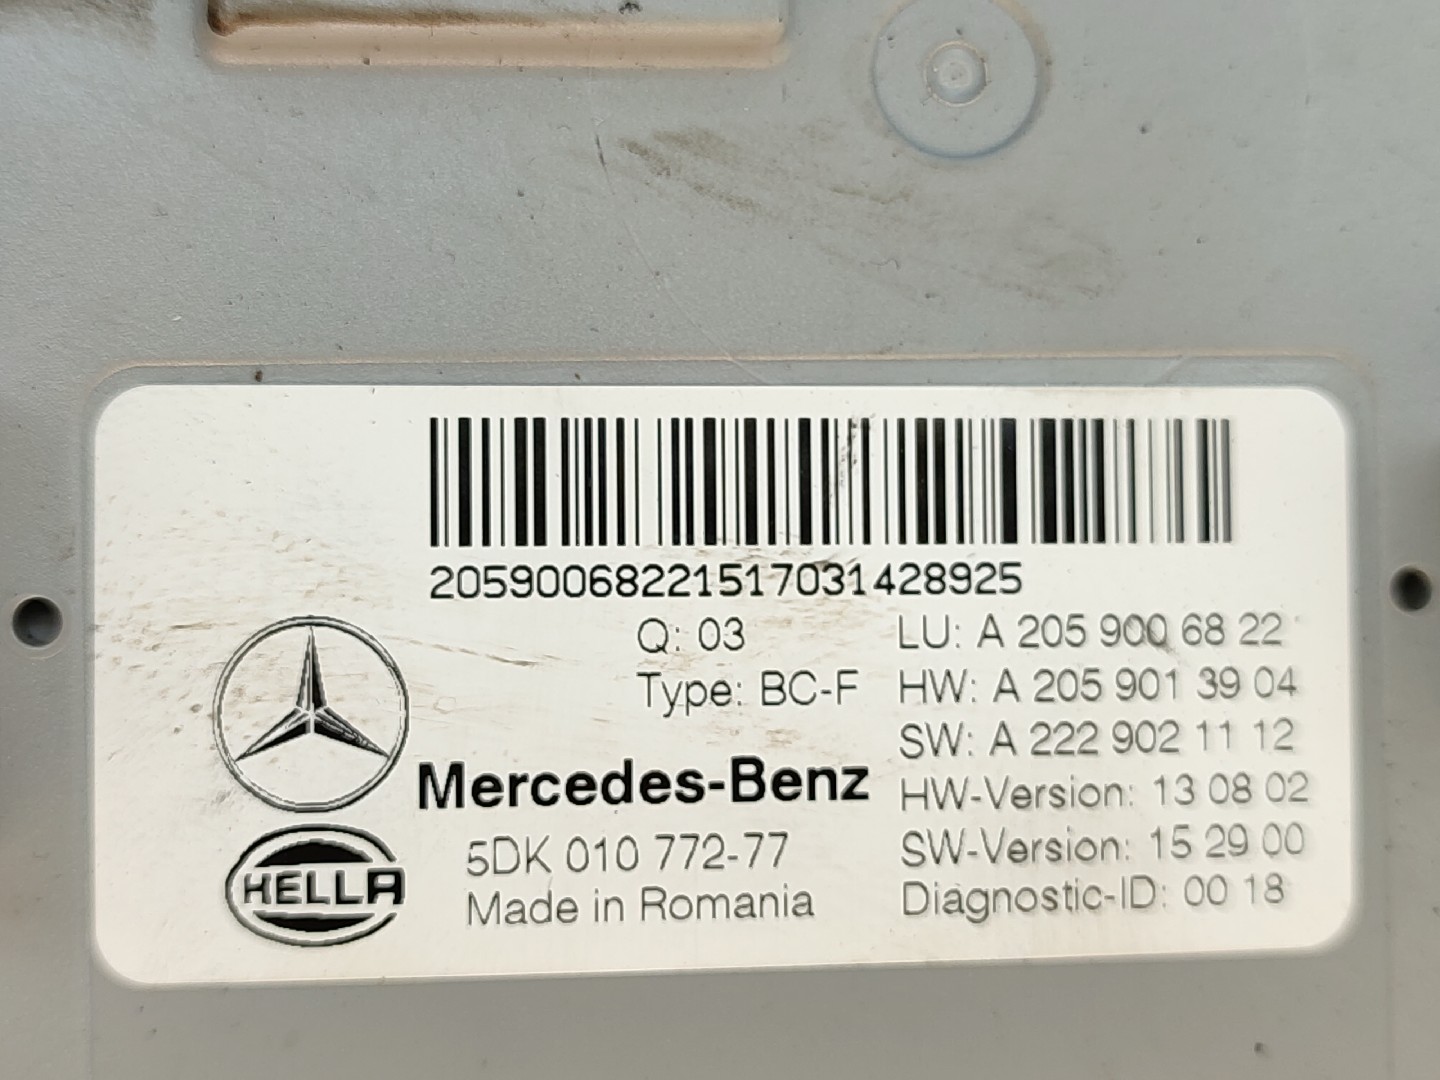 2059006822151703142892​5
Q: 03
LU: A 205 900 68 22
Type: BC-F
HW: A 205 901 39 04
SW: A 222 902 11 12
Mercedes-Benz
HW-Version: 13 08 02
5DK 010 772-77
SW-Version: 15 29 00
HELLA
Made in Romania
Diagnostic-ID: 00 18